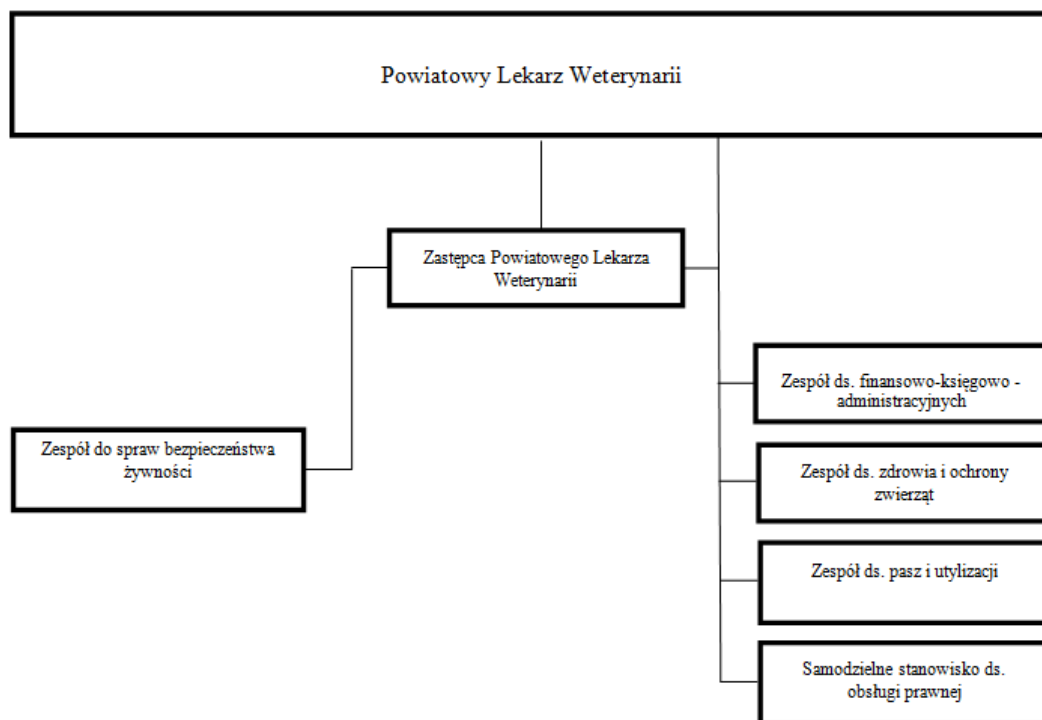 Powiatowy Lekarz Weterynarii
Zastępca Powiatowego Lekarza
Weterynarii
Zespół ds. finansowo-księgowo -
administracyjnych
Zespół do spraw bezpieczeństwa
żywności
Zespół ds. zdrowia i ochrony
zwierząt
Zespół ds. pasz i utylizacji
Samodzielne stanowisko ds.
obsługi prawnej